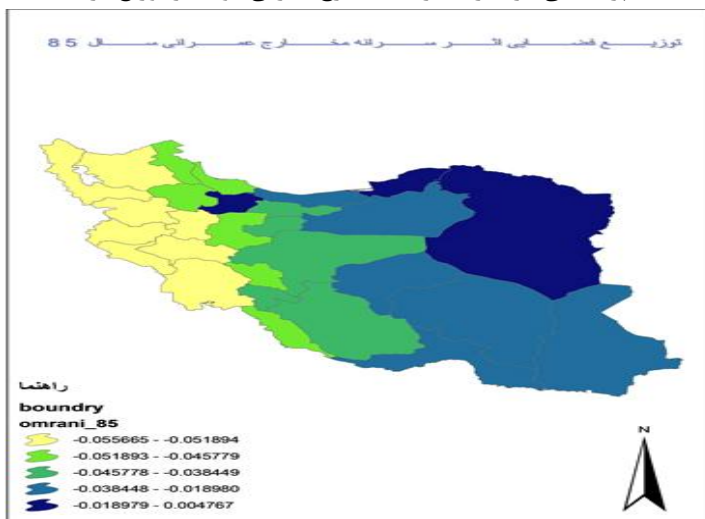 توزیع فضایی اثر سرانه مخارج عمرانی سال 85
راهنما
boundry
omrani_85
-0.055665 - -0.051894
-0.051893 - -0.045779
-0.045778 - -0.038449
-0.038448 - -0.018980
-0.018979 - 0.004767
N